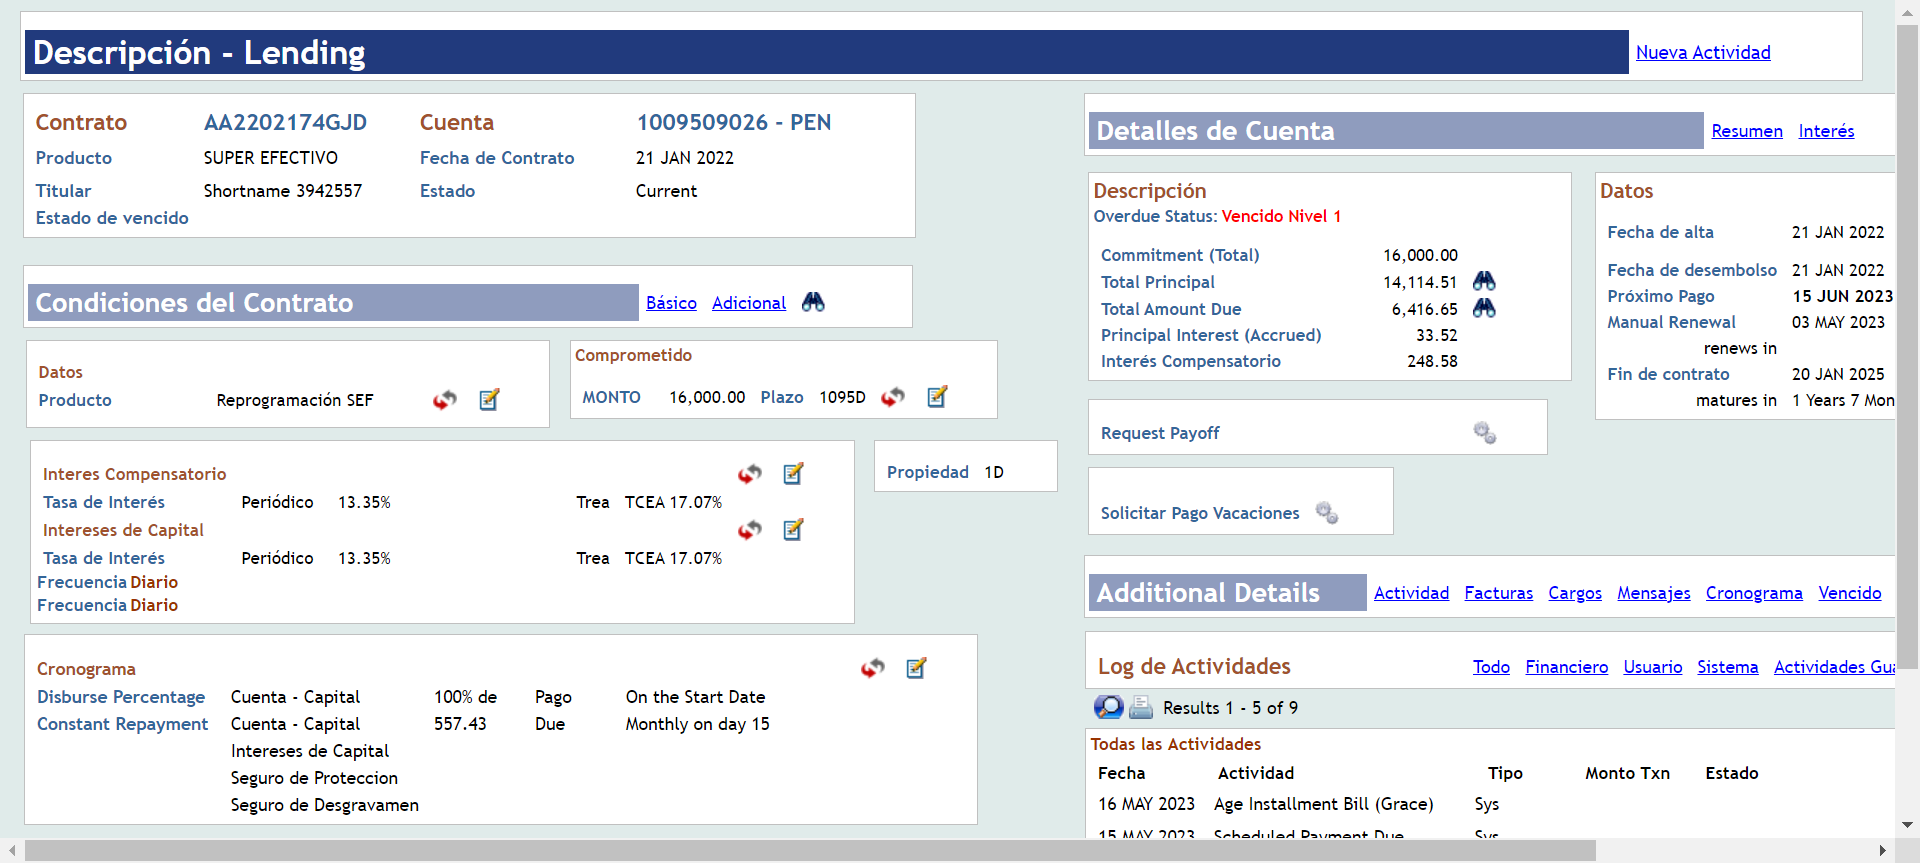 Descripción - Lending
Nueva Actividad
Contrato AA2202174GJD Cuenta 1009509026 - PEN
Producto SUPER EFECTIVO Fecha de Contrato 21 JAN 2022
Titular Shortname 3942557 Estado Current
Estado de vencido
Condiciones del Contrato Básico Adicional
Datos
Producto Reprogramación SEF
Comprometido
MONTO 16,000.00 Plazo 1095D
Interes Compensatorio
Tasa de Interés Periódico 13.35% Trea TCEA 17.07%
Intereses de Capital
Tasa de Interés Periódico 13.35% Trea TCEA 17.07%
Frecuencia Diario
Frecuencia Diario
Propiedad 1D
Cronograma
Disburse Percentage Cuenta - Capital 100% de Pago On the Start Date
Constant Repayment Cuenta - Capital 557.43 Due Monthly on day 15
Intereses de Capital
Seguro de Proteccion
Seguro de Desgravamen
Detalles de Cuenta Resumen Interés
Descripción
Overdue Status: Vencido Nivel 1
Commitment (Total) 16,000.00
Total Principal 14,114.51
Total Amount Due 6,416.65
Principal Interest (Accrued) 33.52
Interés Compensatorio 248.58
Datos
Fecha de alta 21 JAN 2022
Fecha de desembolso 21 JAN 2022
Próximo Pago 15 JUN 2023
Manual Renewal 03 MAY 2023
renews in
Fin de contrato 20 JAN 2025
matures in 1 Years 7 Mon
Request Payoff
Solicitar Pago Vacaciones
Additional Details Actividad Facturas Cargos Mensajes Cronograma Vencido
Log de Actividades Todo Financiero Usuario Sistema Actividades Gua
Results 1 - 5 of 9
Todas las Actividades
Fecha Actividad Tipo Monto Txn Estado
16 MAY 2023 Age Installment Bill (Grace) Sys
15 MAY 2023 Scheduled Payment Due Sys